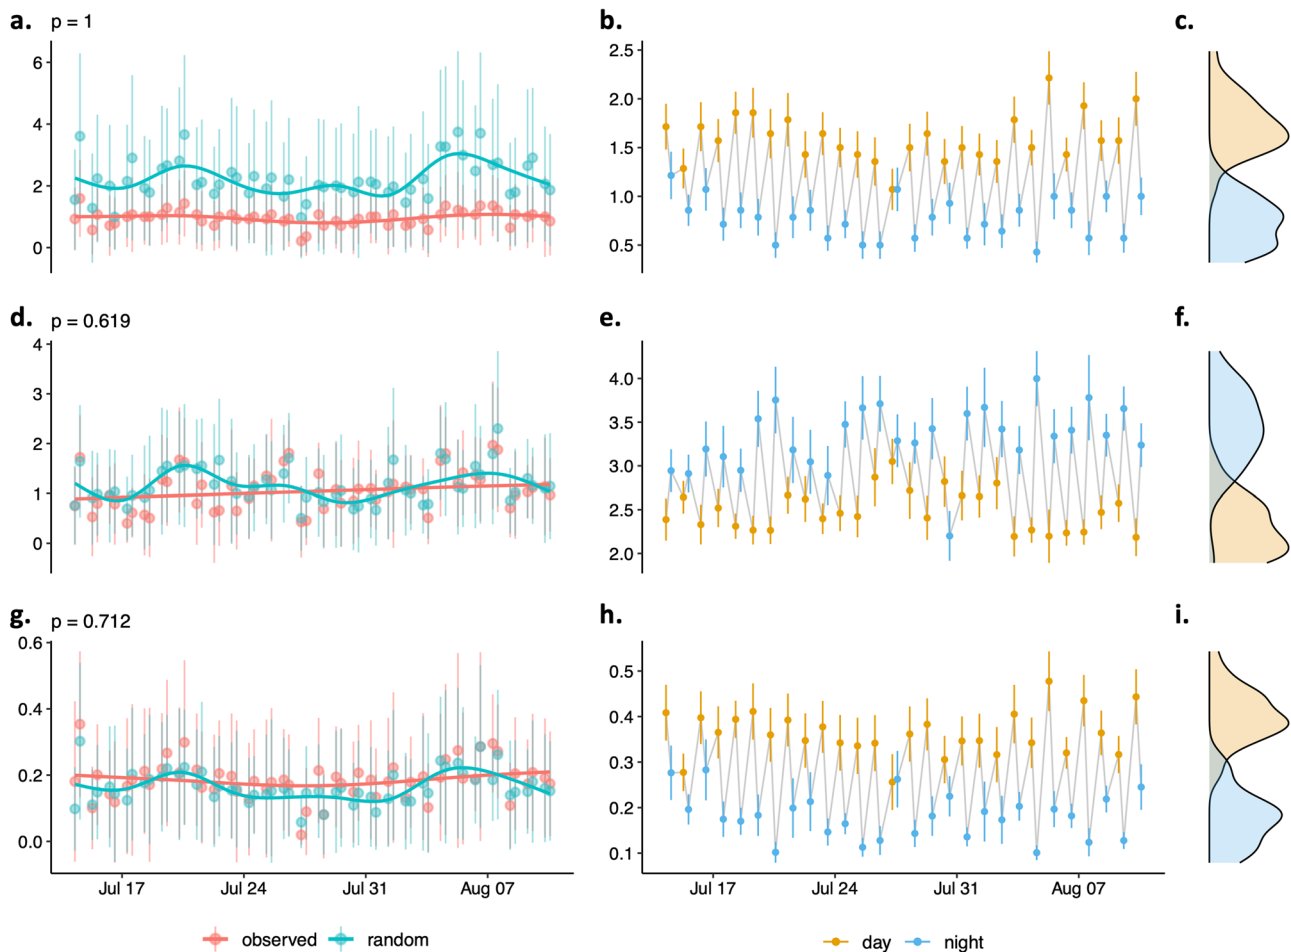 a. p = 1
b.
c.
6
4
2
0
2.5
2.0
1.5
1.0
0.5
d. p = 0.619
e.
f.
4
3
2
1
0
4.0
3.5
3.0
2.5
2.0
g. p = 0.712
h.
i.
0.6
0.4
0.2
0.0
0.5
0.4
0.3
0.2
0.1
Jul 17 Jul 24 Jul 31 Aug 07
Jul 17 Jul 24 Jul 31 Aug 07
observed random
day night